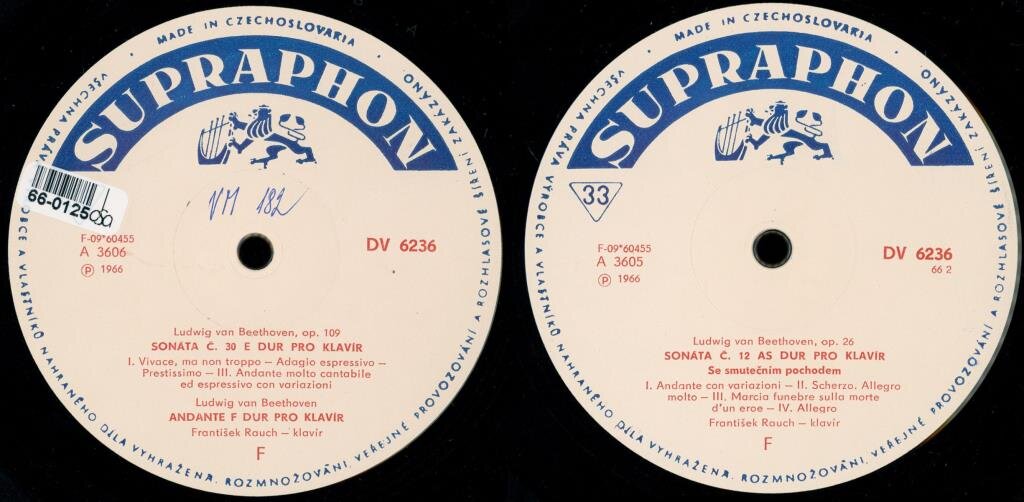 MADE IN CZECHOSLOVAKIA
SUPRAPHON
VŠECHNA PRÁVA VÝROBCE A VLASTNÍKŮ NAHRANÉHO DÍLA VYHRAZENA. ROZMNOŽOVÁNÍ, VEŘEJNÉ PROVOZOVÁNÍ A ROZHLASOVÉ ŠÍŘENÍ ZAKÁZÁNO
66-0125
VM 182
F-09*60455
A 3606
Ⓟ 1966
DV 6236
Ludwig van Beethoven, op. 109
SONÁTA Č. 30 E DUR PRO KLAVÍR
I. Vivace, ma non troppo – Adagio espressivo –
Prestissimo – III. Andante molto cantabile
ed espressivo con variazioni
Ludwig van Beethoven
ANDANTE F DUR PRO KLAVÍR
František Rauch – klavír
F
MADE IN CZECHOSLOVAKIA
SUPRAPHON
VŠECHNA PRÁVA VÝROBCE A VLASTNÍKŮ NAHRANÉHO DÍLA VYHRAZENA. ROZMNOŽOVÁNÍ, VEŘEJNÉ PROVOZOVÁNÍ A ROZHLASOVÉ ŠÍŘENÍ ZAKÁZÁNO
33
F-09*60455
A 3605
Ⓟ 1966
DV 6236
66 2
Ludwig van Beethoven, op. 26
SONÁTA Č. 12 AS DUR PRO KLAVÍR
Se smutečním pochodem
I. Andante con variazioni – II. Scherzo. Allegro
molto – III. Marcia funebre sulla morte
d'un eroe – IV. Allegro
František Rauch – klavír
F